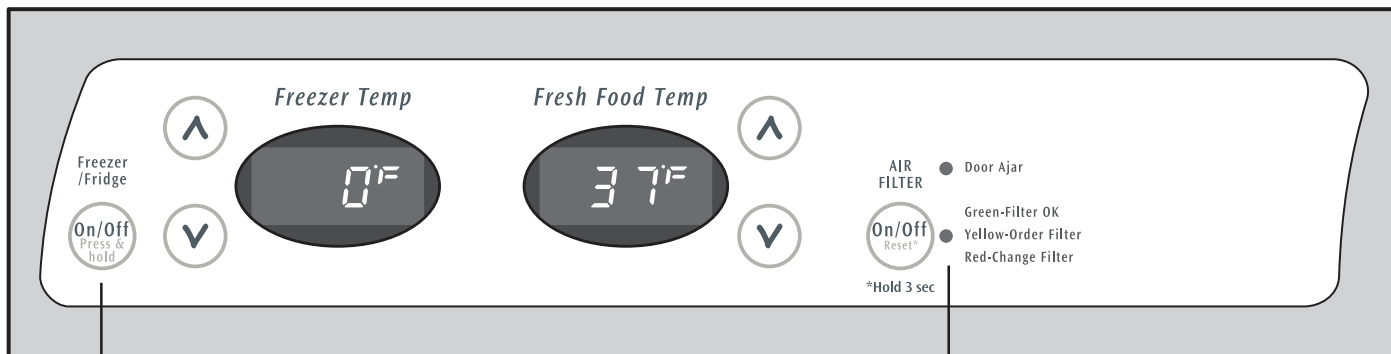 Freezer Temp
Fresh Food Temp
Freezer
/Fridge
On/Off
Press &
hold
0°F
37°F
AIR
FILTER
On/Off
Reset*
*Hold 3 sec
Door Ajar
Green-Filter OK
Yellow-Order Filter
Red-Change Filter